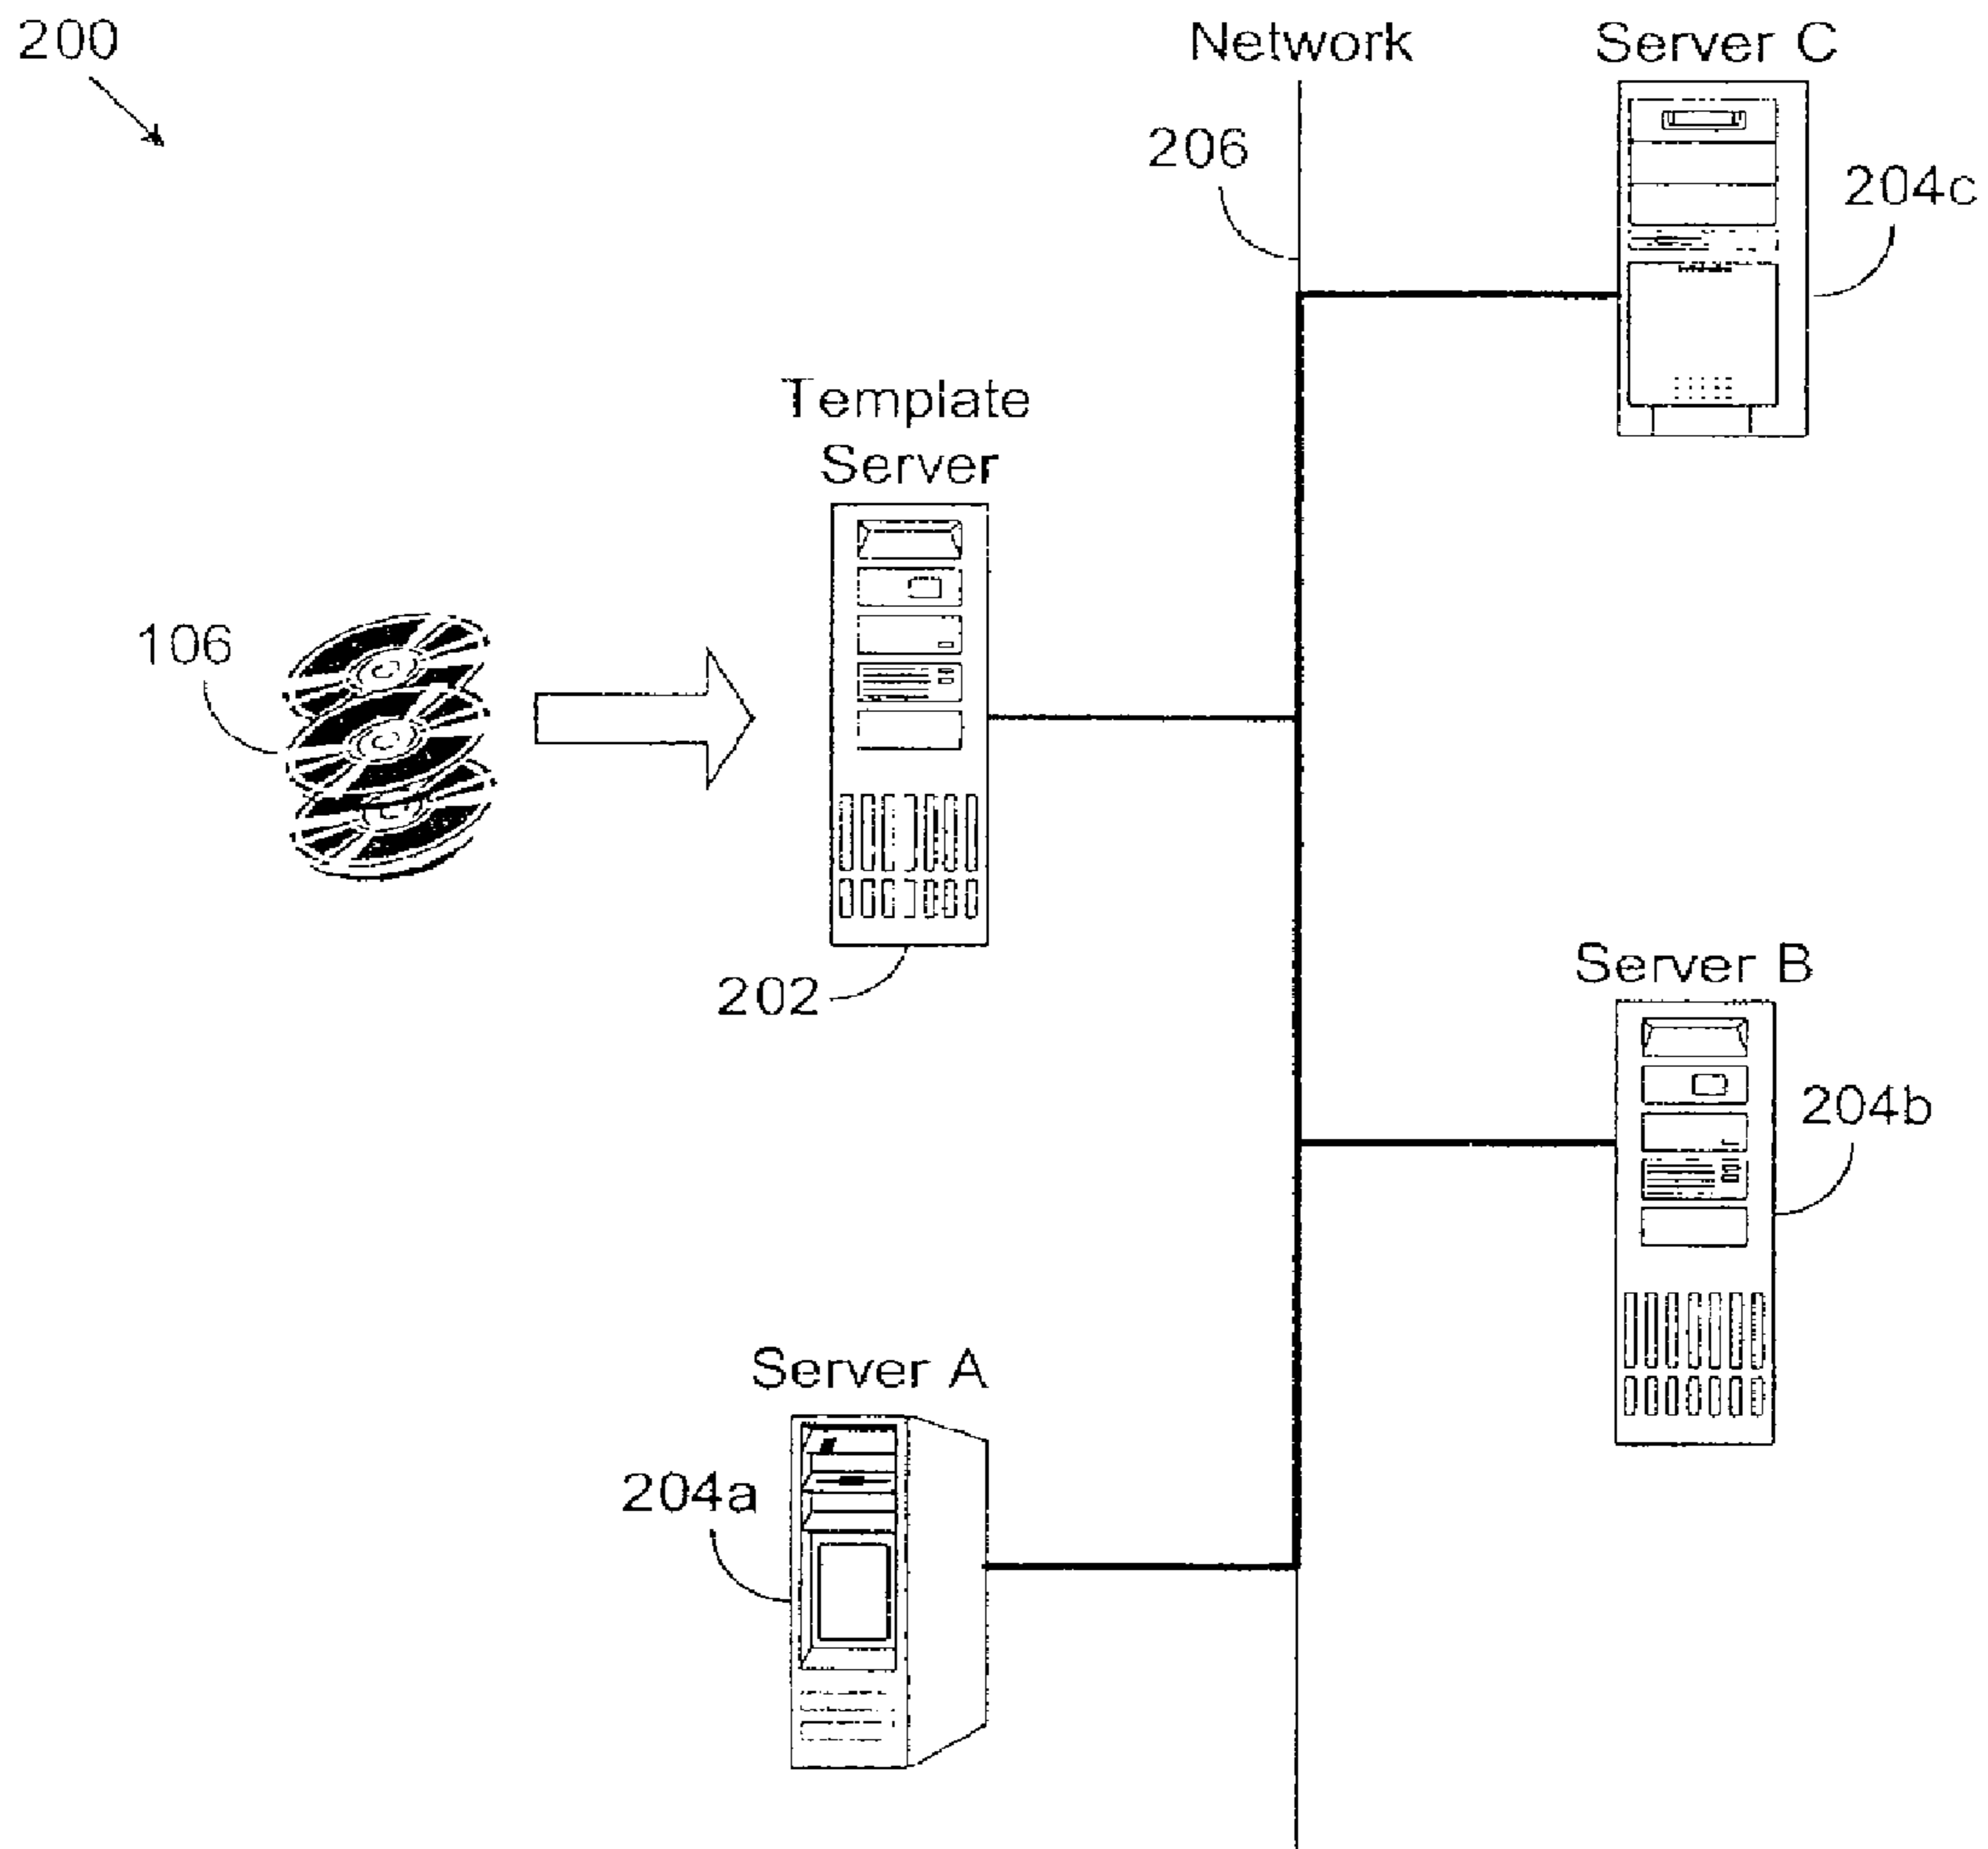 200
Network
Server C
206
204c
Template
Server
106
202
Server B
204b
Server A
204a